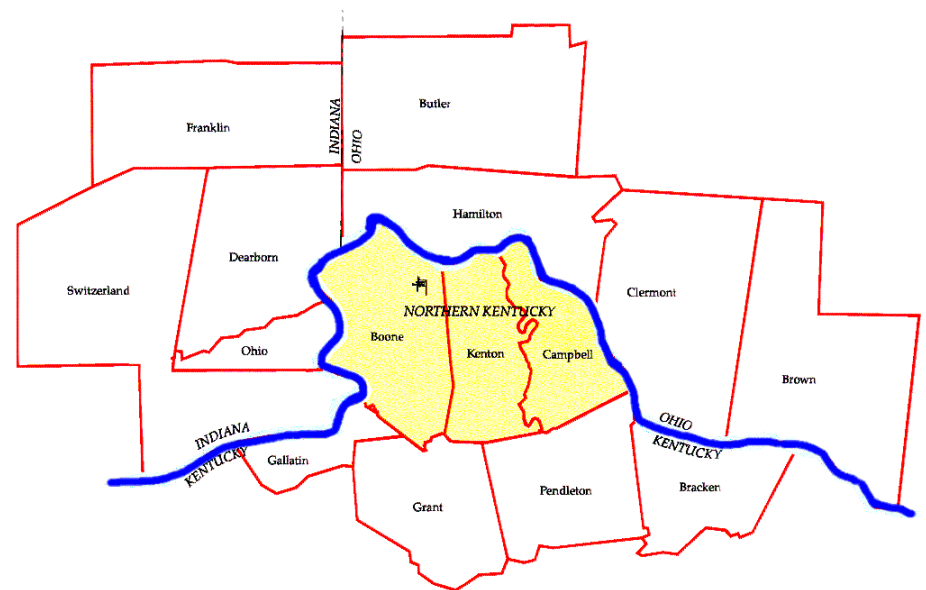 Butler
Franklin
INDIANA
OHIO
Hamilton
Dearborn
Switzerland
Clermont
NORTHERN KENTUCKY
Boone
Ohio
Kenton
Campbell
Brown
INDIANA
KENTUCKY
OHIO
KENTUCKY
Gallatin
Pendleton
Bracken
Grant